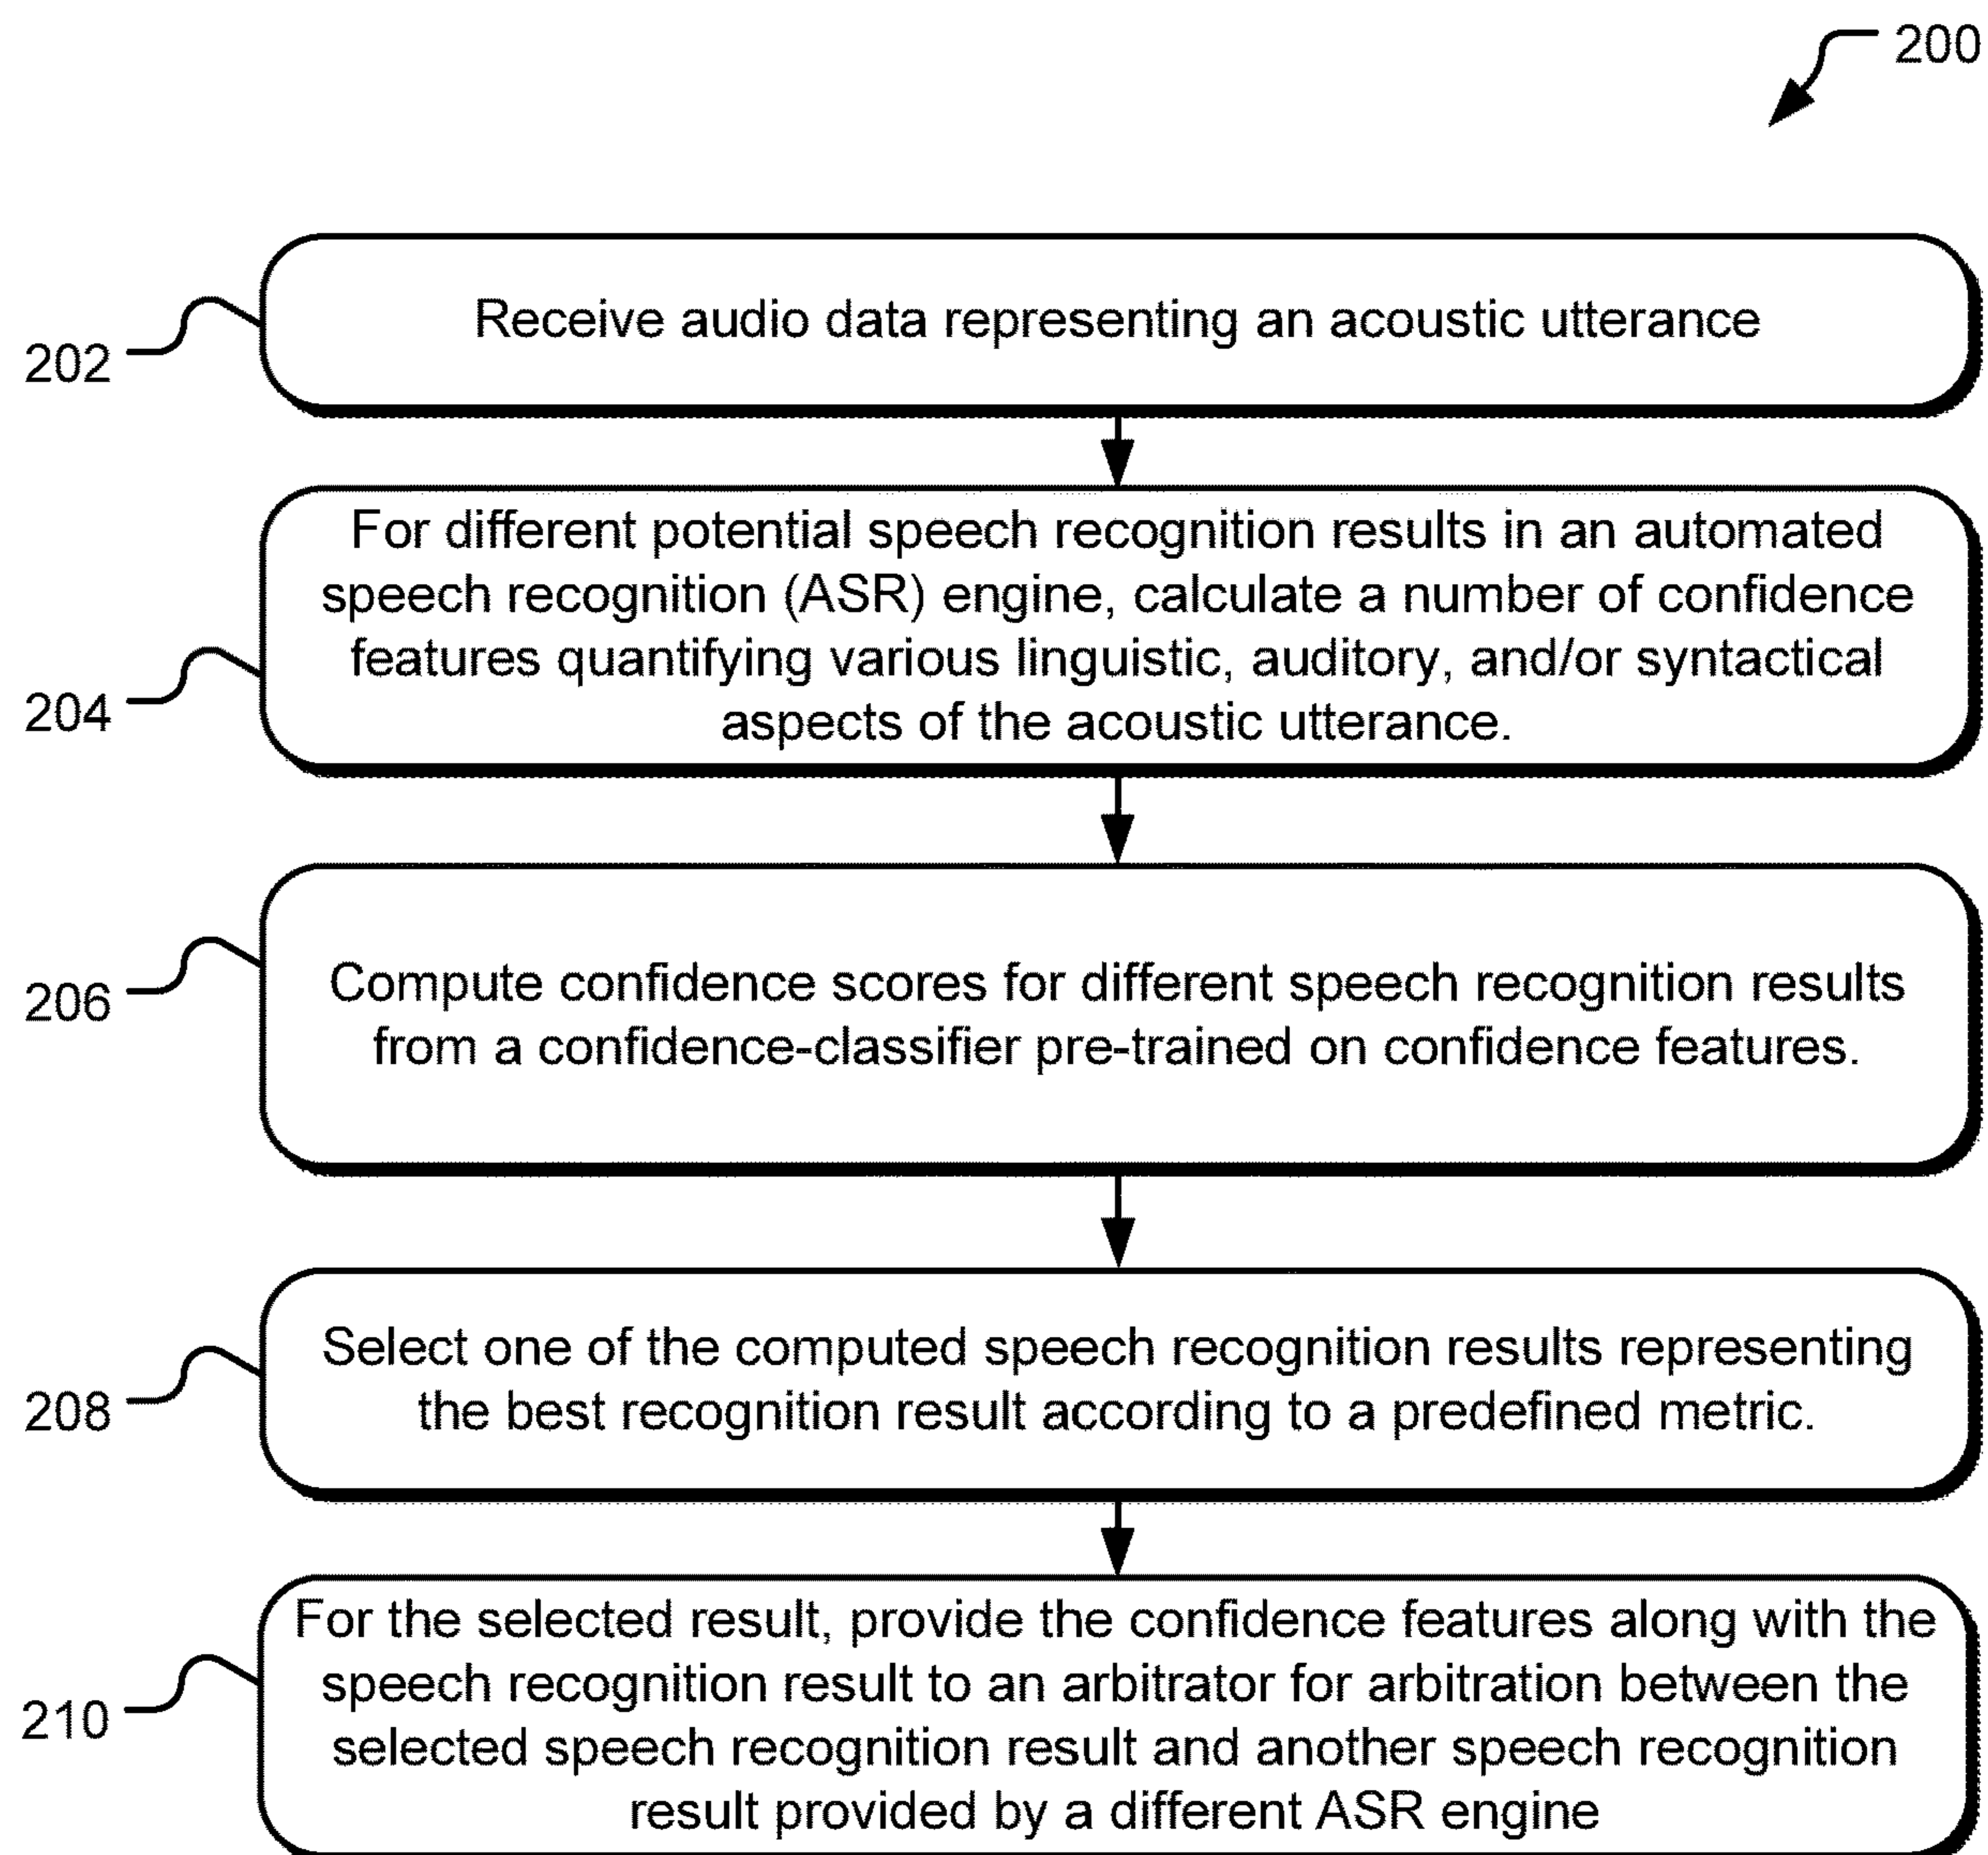 200
202
Receive audio data representing an acoustic utterance
204
For different potential speech recognition results in an automated
speech recognition (ASR) engine, calculate a number of confidence
features quantifying various linguistic, auditory, and/or syntactical
aspects of the acoustic utterance.
206
Compute confidence scores for different speech recognition results
from a confidence-classifier pre-trained on confidence features.
208
Select one of the computed speech recognition results representing
the best recognition result according to a predefined metric.
210
For the selected result, provide the confidence features along with the
speech recognition result to an arbitrator for arbitration between the
selected speech recognition result and another speech recognition
result provided by a different ASR engine